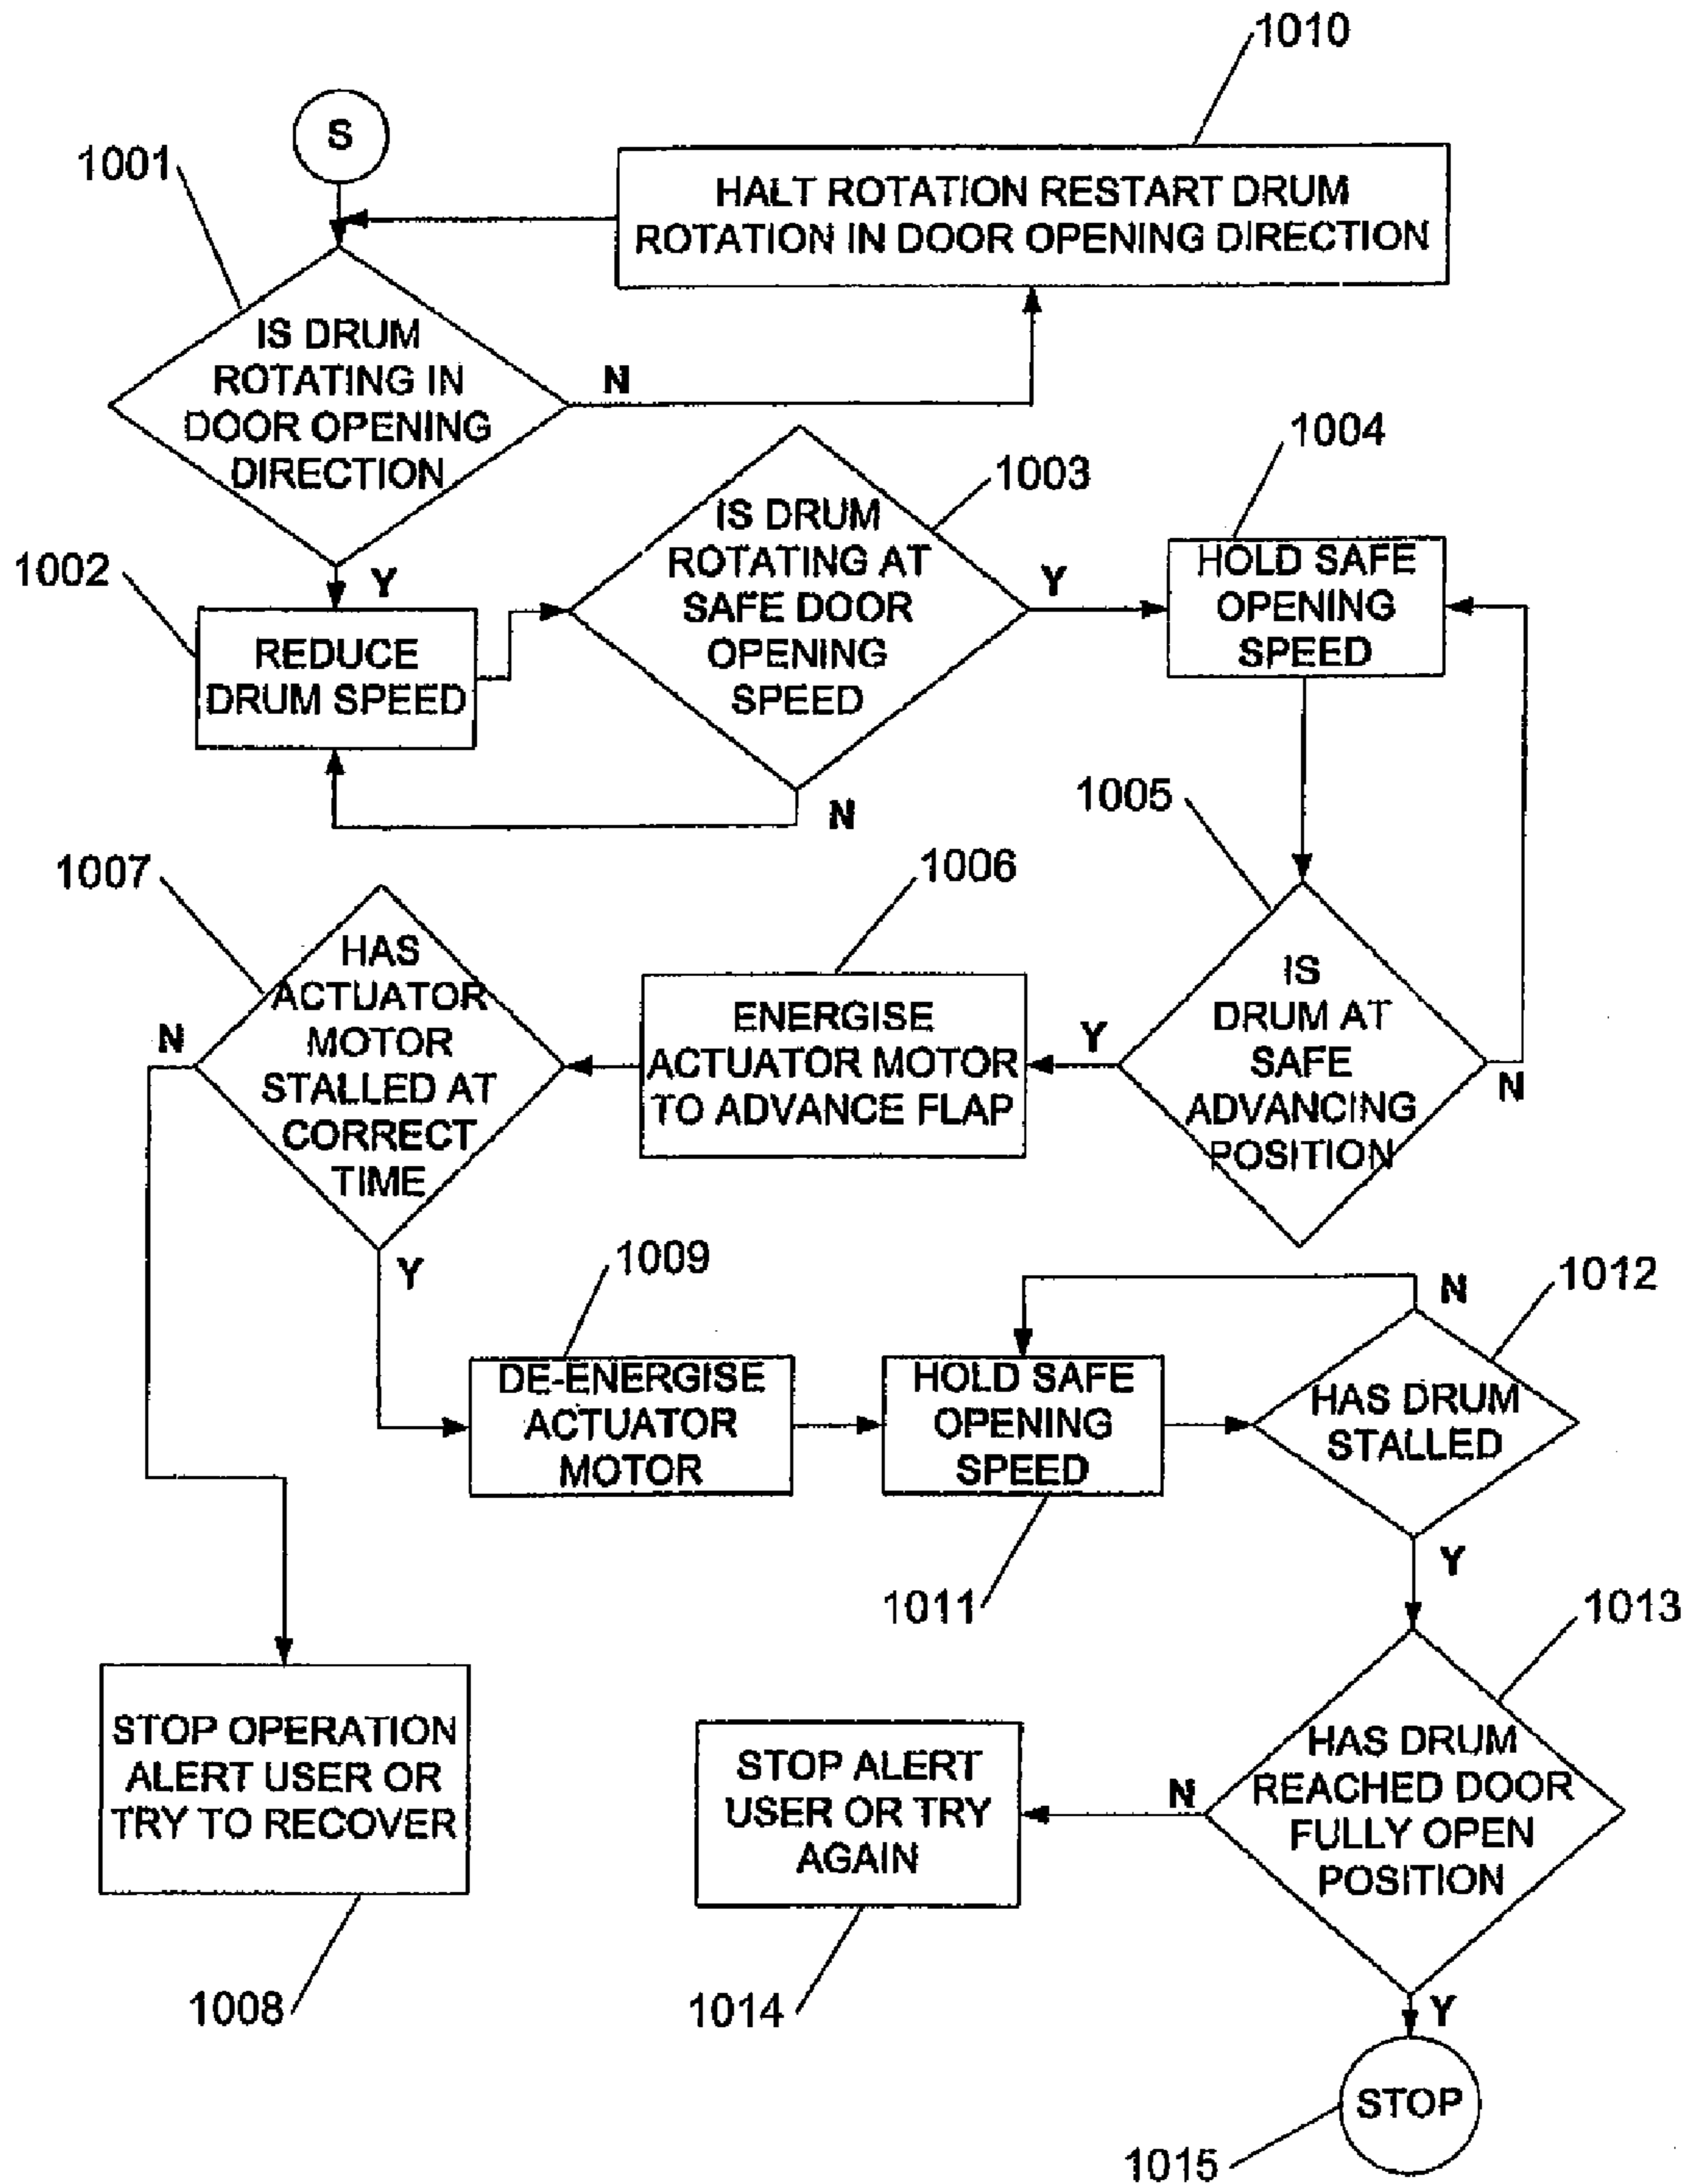 1010
S
1001
HALT ROTATION RESTART DRUM
ROTATION IN DOOR OPENING DIRECTION
IS DRUM
ROTATING IN
DOOR OPENING
DIRECTION
N
Y
1002
REDUCE
DRUM SPEED
1003
IS DRUM
ROTATING AT
SAFE DOOR
OPENING
SPEED
Y
N
1004
HOLD SAFE
OPENING
SPEED
1005
IS
DRUM AT
SAFE
ADVANCING
POSITION
N
Y
1006
ENERGISE
ACTUATOR MOTOR
TO ADVANCE FLAP
1007
HAS
ACTUATOR
MOTOR
STALLED AT
CORRECT
TIME
N
Y
1009
DE-ENERGISE
ACTUATOR
MOTOR
HOLD SAFE
OPENING
SPEED
1011
N
1012
HAS DRUM
STALLED
Y
1013
HAS DRUM
REACHED DOOR
FULLY OPEN
POSITION
N
STOP ALERT
USER OR TRY
AGAIN
1014
STOP OPERATION
ALERT USER OR
TRY TO RECOVER
1008
Y
STOP
1015